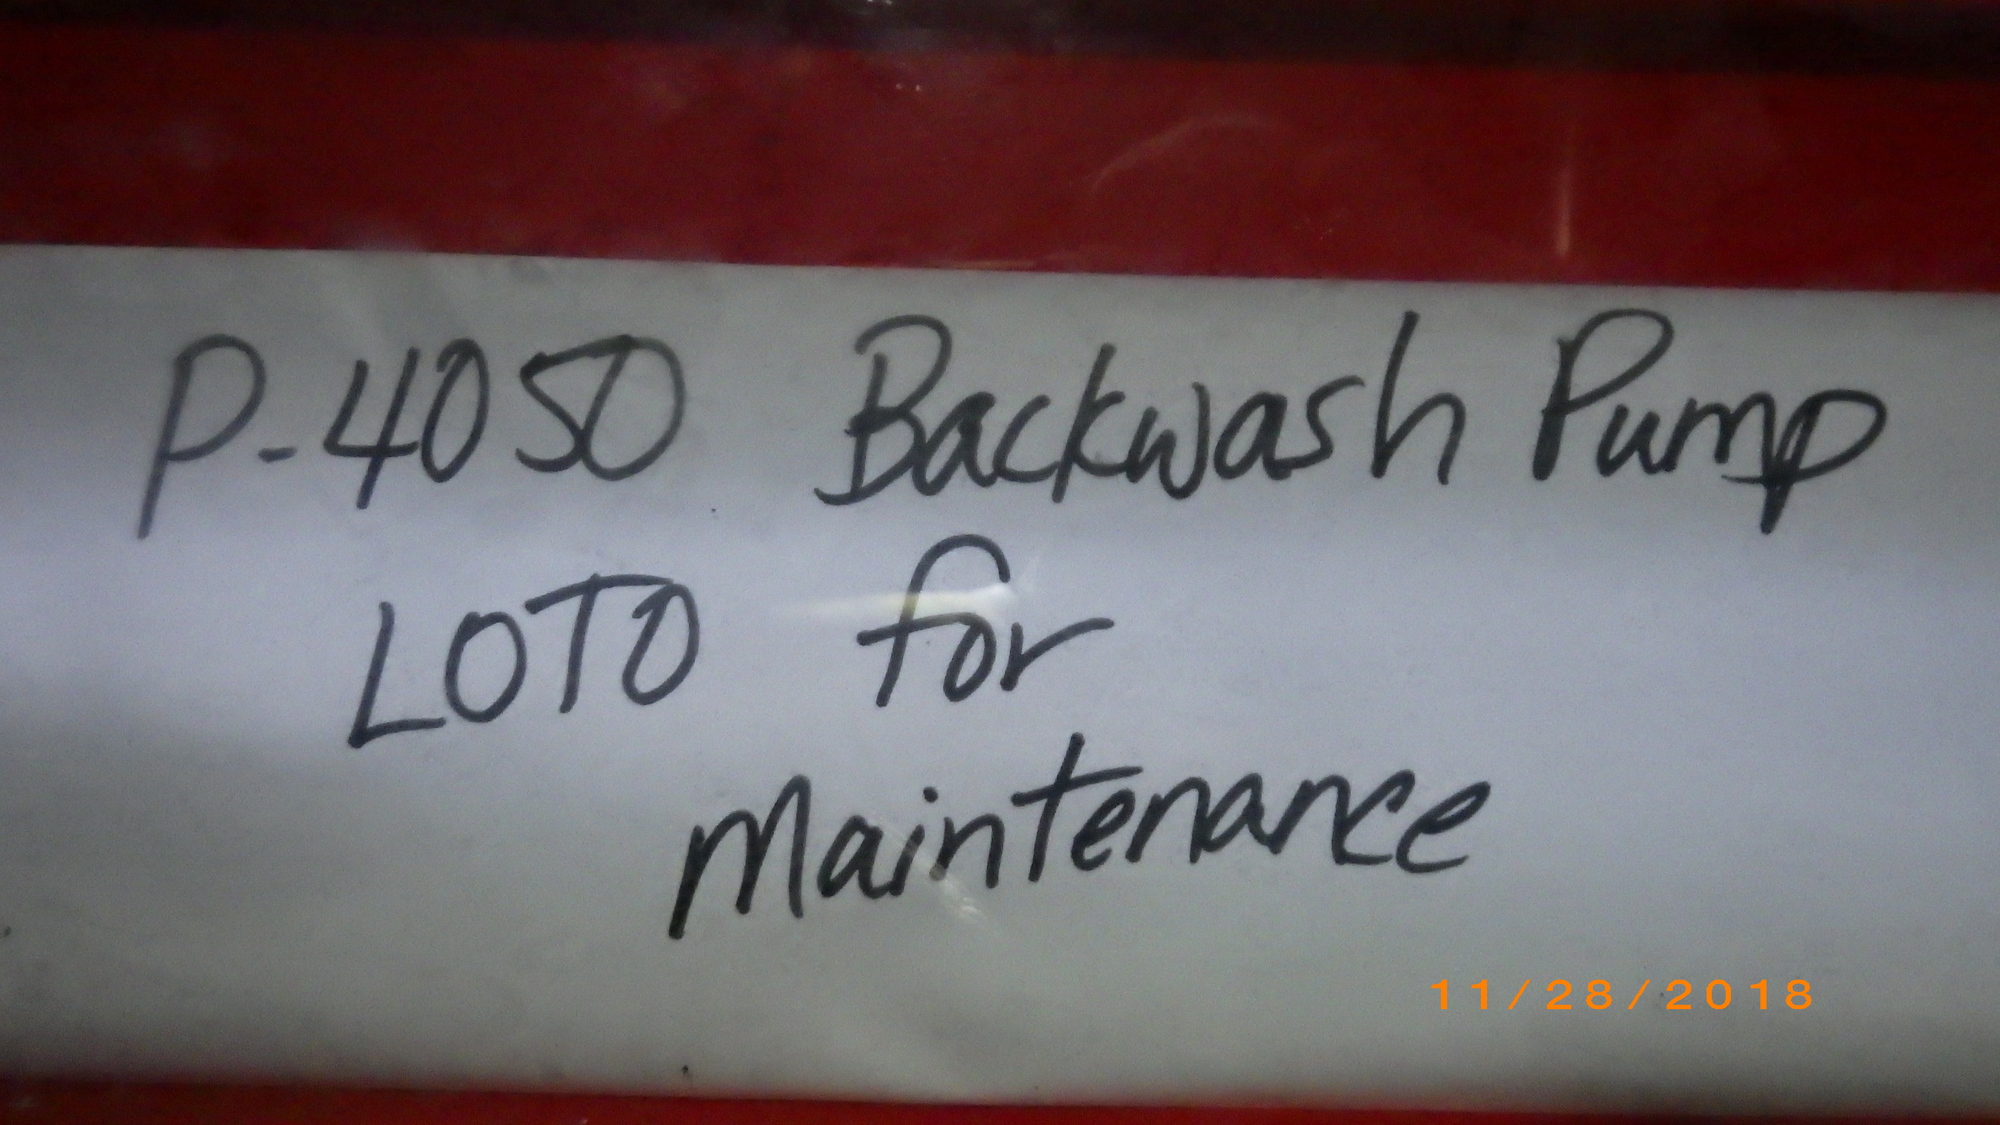 P-4050 Backwash Pump
LOTO for
Maintenance
11/28/2018